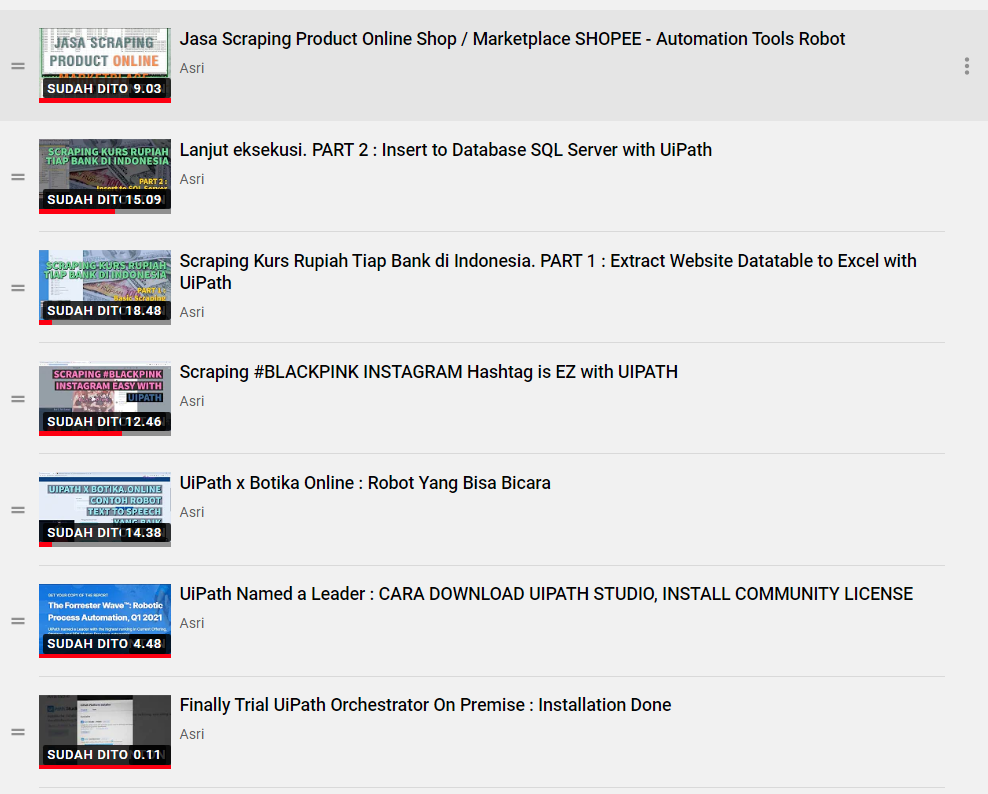 JASA SCRAPING
PRODUCT ONLINE
SUDAH DITO 9.03
Jasa Scraping Product Online Shop / Marketplace SHOPEE - Automation Tools Robot
Asri
SCRAPING KURS RUPIAH
TIAP BANK DI INDONESIA
PART 2 :
Insert to SQL Server
SUDAH DIT 15.09
Lanjut eksekusi. PART 2 : Insert to Database SQL Server with UiPath
Asri
SCRAPING KURS RUPIAH
TIAP BANK DI INDONESIA
PART 1 :
Basic Scraping
SUDAH DIT 18.48
Scraping Kurs Rupiah Tiap Bank di Indonesia. PART 1 : Extract Website Datatable to Excel with
UiPath
Asri
SCRAPING #BLACKPINK
INSTAGRAM EASY WITH
UIPATH
SUDAH DIT 12.46
Scraping #BLACKPINK INSTAGRAM Hashtag is EZ with UIPATH
Asri
UIPATH X BOTIKA.ONLINE
CONTOH ROBOT
TEXT TO SPEECH
YANG BAIK
SUDAH DIT 14.38
UiPath x Botika Online : Robot Yang Bisa Bicara
Asri
GET YOUR COPY OF THE REPORT
The Forrester Wave™: Robotic
Process Automation, Q1 2021
SUDAH DITO 4.48
UiPath Named a Leader : CARA DOWNLOAD UIPATH STUDIO, INSTALL COMMUNITY LICENSE
Asri
SUDAH DITO 0.11
Finally Trial UiPath Orchestrator On Premise : Installation Done
Asri